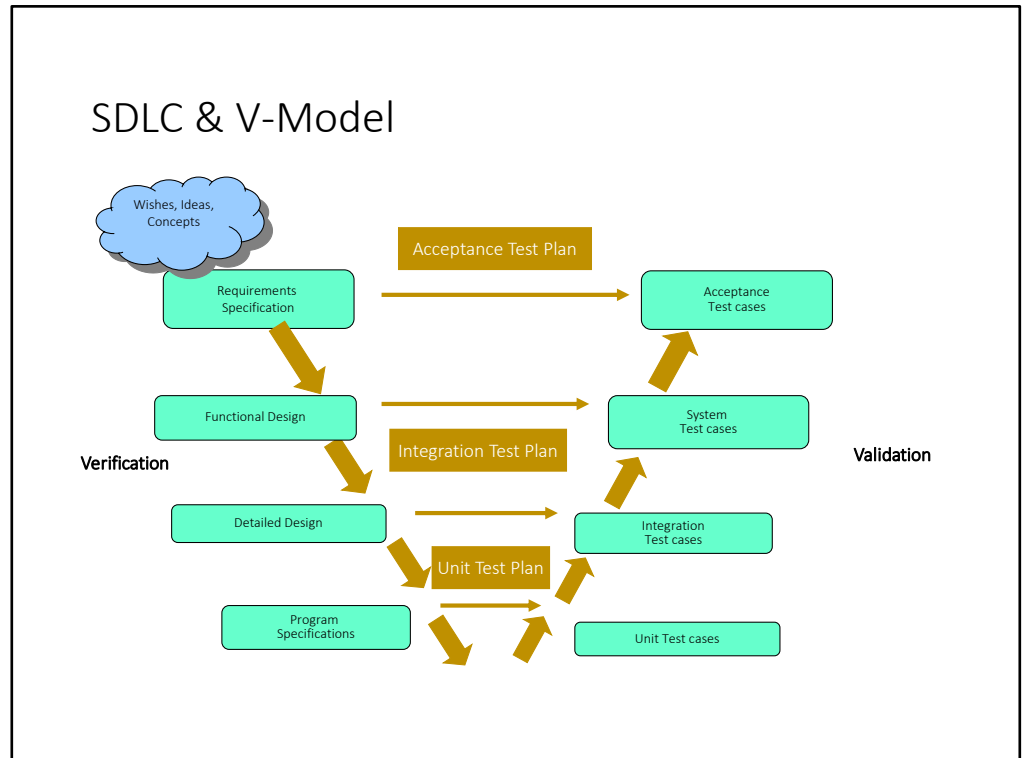 SDLC & V-Model
Wishes, Ideas,
Concepts
Acceptance Test Plan
Requirements
Specification
Acceptance
Test cases
Functional Design
System
Test cases
Verification
Integration Test Plan
Validation
Detailed Design
Integration
Test cases
Unit Test Plan
Program
Specifications
Unit Test cases